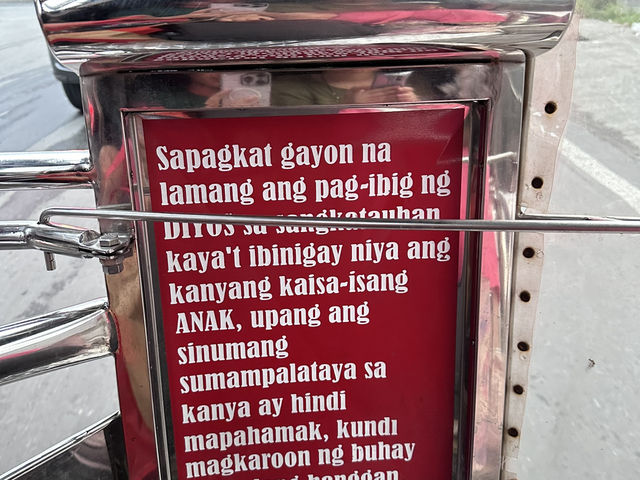 Sapagkat gayon na
lamang ang pag-ibig ng
DIYOS sa sangkatauhan
kaya't ibinigay niya ang
kanyang kaisa-isang
ANAK, upang ang
sinumang
sumampalataya sa
kanya ay hindi
mapahamak, kundi
magkaroon ng buhay
hanggan